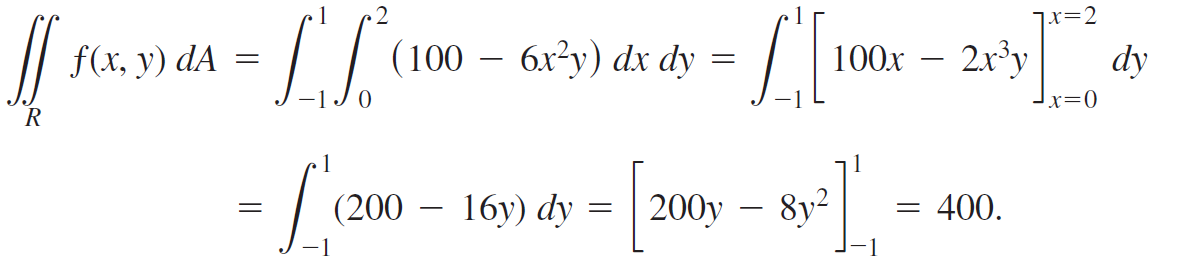 ∬_R f(x, y) dA = ∫_{−1}^{1} ∫_{0}^{2} (100 − 6x²y) dx dy = ∫_{−1}^{1} [100x − 2x³y]_{x=0}^{x=2} dy
= ∫_{−1}^{1} (200 − 16y) dy = [200y − 8y²]_{−1}^{1} = 400.